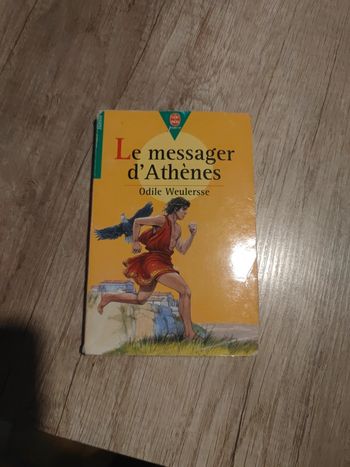 Le messager
d'Athènes
Odile Weulersse